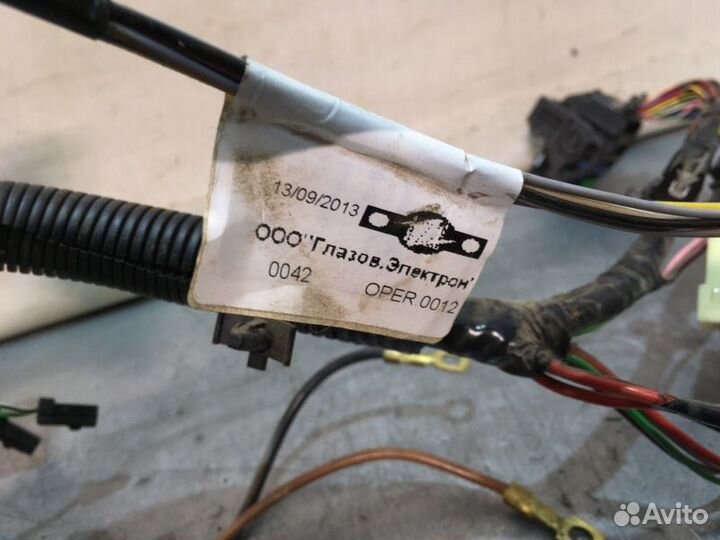 13/09/2013
ООО"Глазов.Электрон"
0042 OPER 0012
Avito